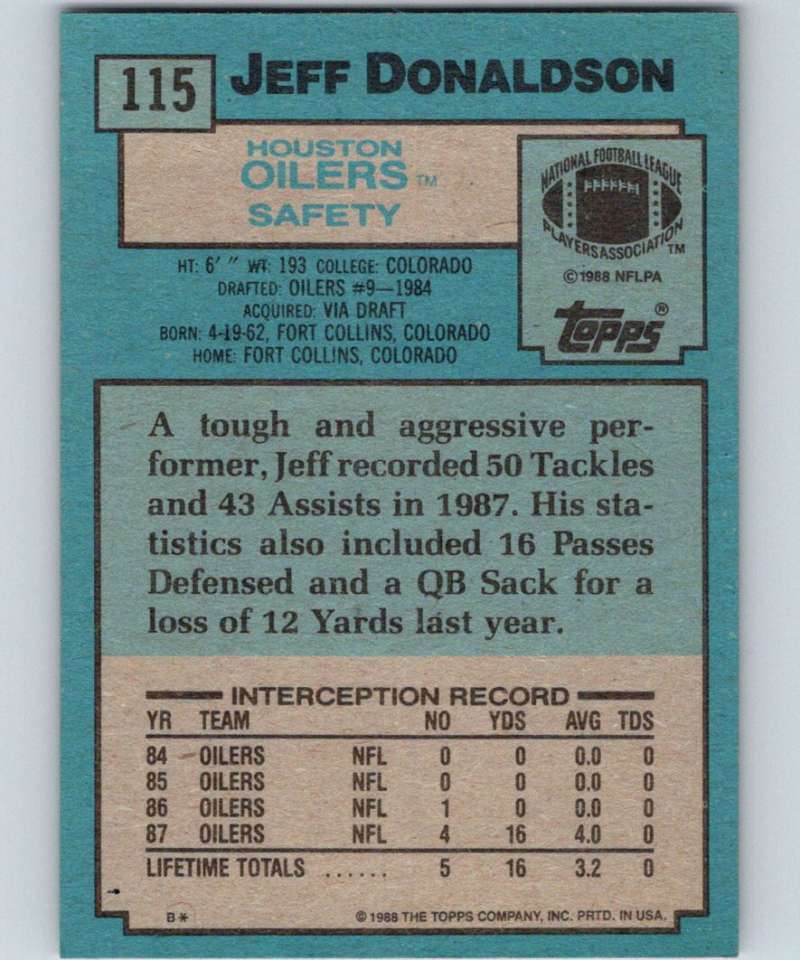 115 JEFF DONALDSON
HOUSTON
OILERS™
SAFETY
NATIONAL FOOTBALL LEAGUE
PLAYERS ASSOCIATION™
©1988 NFLPA
topps®
HT: 6′ ″ WT: 193 COLLEGE: COLORADO
DRAFTED: OILERS #9—1984
ACQUIRED: VIA DRAFT
BORN: 4-19-62, FORT COLLINS, COLORADO
HOME: FORT COLLINS, COLORADO
A tough and aggressive per-
former, Jeff recorded 50 Tackles
and 43 Assists in 1987. His sta-
tistics also included 16 Passes
Defensed and a QB Sack for a
loss of 12 Yards last year.
INTERCEPTION RECORD
YR TEAM NO YDS AVG TDS
84 OILERS NFL 0 0 0.0 0
85 OILERS NFL 0 0 0.0 0
86 OILERS NFL 1 0 0.0 0
87 OILERS NFL 4 16 4.0 0
LIFETIME TOTALS ...... 5 16 3.2 0
B* © 1988 THE TOPPS COMPANY, INC. PRTD. IN USA.